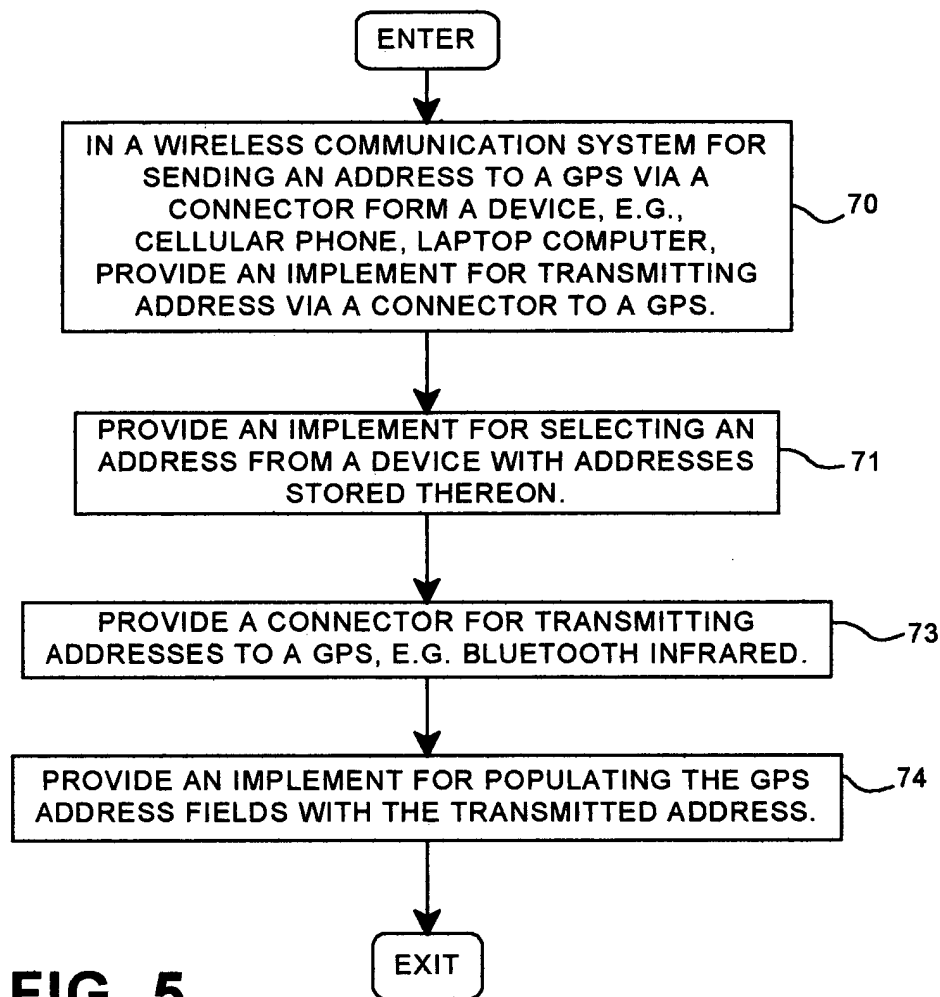 ENTER
IN A WIRELESS COMMUNICATION SYSTEM FOR
SENDING AN ADDRESS TO A GPS VIA A
CONNECTOR FORM A DEVICE, E.G.,
CELLULAR PHONE, LAPTOP COMPUTER,
PROVIDE AN IMPLEMENT FOR TRANSMITTING
ADDRESS VIA A CONNECTOR TO A GPS.
70
PROVIDE AN IMPLEMENT FOR SELECTING AN
ADDRESS FROM A DEVICE WITH ADDRESSES
STORED THEREON.
71
PROVIDE A CONNECTOR FOR TRANSMITTING
ADDRESSES TO A GPS, E.G. BLUETOOTH INFRARED.
73
PROVIDE AN IMPLEMENT FOR POPULATING THE GPS
ADDRESS FIELDS WITH THE TRANSMITTED ADDRESS.
74
EXIT
FIG. 5